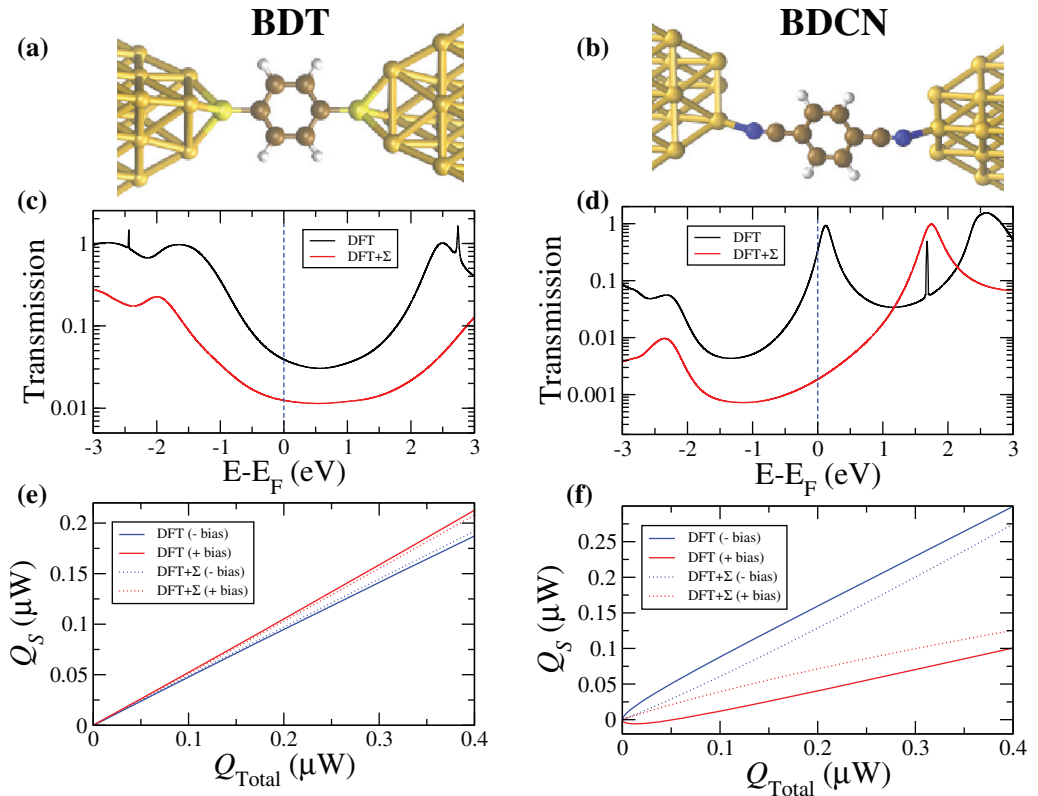 BDT
BDCN
(a)
(b)
(c)
Transmission
1
0.1
0.01
DFT
DFT+Σ
-3 -2 -1 0 1 2 3
E-E_F (eV)
(d)
Transmission
1
0.1
0.01
0.001
DFT
DFT+Σ
-3 -2 -1 0 1 2 3
E-E_F (eV)
(e)
Q_S (μW)
0.2
0.15
0.1
0.05
0
DFT (- bias)
DFT (+ bias)
DFT+Σ (- bias)
DFT+Σ (+ bias)
0 0.1 0.2 0.3 0.4
Q_Total (μW)
(f)
Q_S (μW)
0.25
0.2
0.15
0.1
0.05
0
DFT (- bias)
DFT (+ bias)
DFT+Σ (- bias)
DFT+Σ (+ bias)
0 0.1 0.2 0.3 0.4
Q_Total (μW)